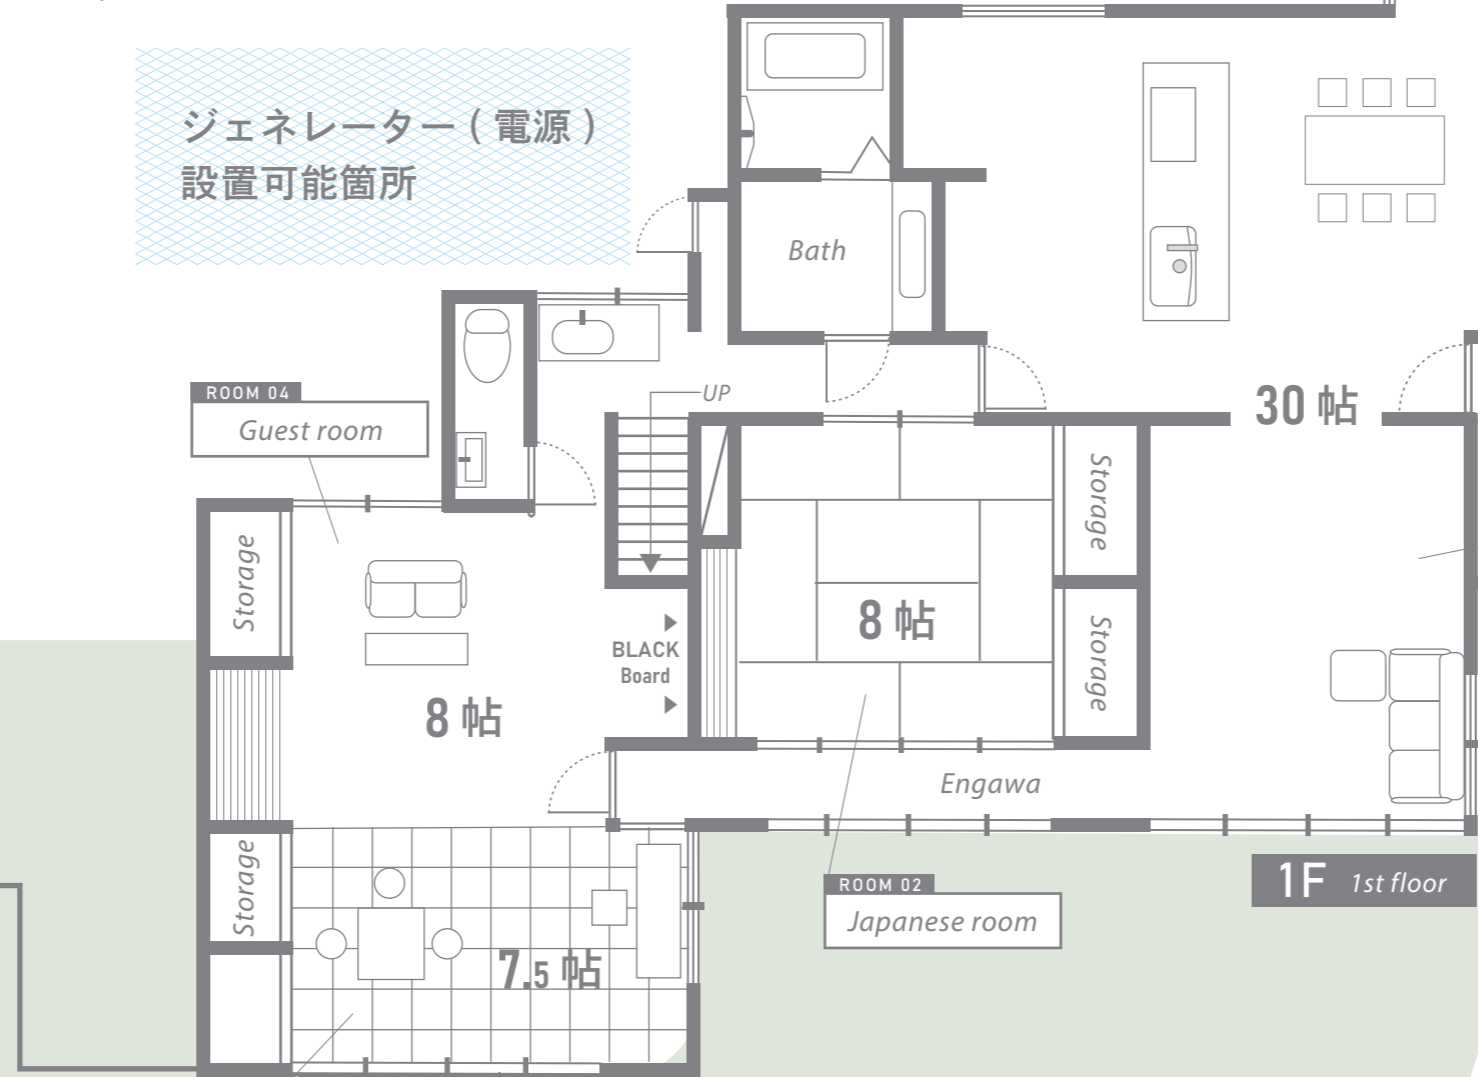 ジェネレーター ( 電源 )
設置可能箇所
Bath
UP
30 帖
ROOM 04
Guest room
Storage
Storage
8 帖
Storage
BLACK
Board
8 帖
Storage
Engawa
Storage
7.5 帖
ROOM 02
Japanese room
1F 1st floor